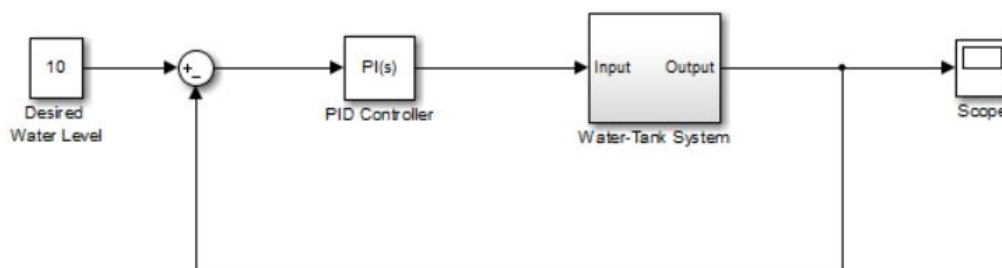 10
Desired
Water Level
+
-
PI(s)
PID Controller
Input
Output
Water-Tank System
Scope